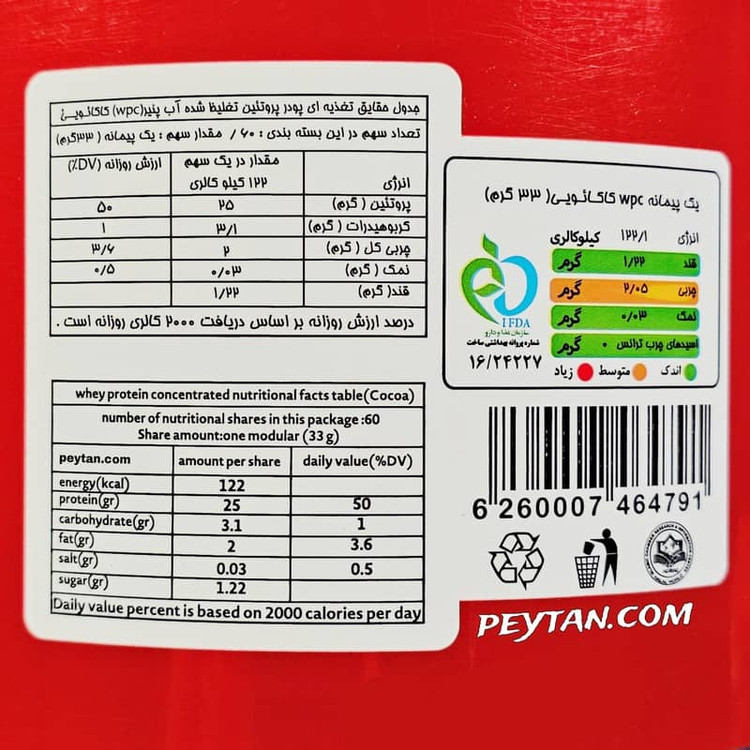 جدول حقایق تغذیه ای پودر پروتئین تغلیظ شده آب پنیر(wpc) کاکائویی
تعداد سهم در این بسته بندی : ۶۰ / مقدار سهم : یک پیمانه ( ۳۳گرم)
مقدار در یک سهم ارزش روزانه (DV٪)
انرژی ۱۲۲ کیلو کالری
پروتئین ( گرم) ۲۵ ۵۰
کربوهیدرات ( گرم) ۳/۱ ۱
چربی کل ( گرم) ۲ ۳/۶
نمک ( گرم) ۰/۰۳ ۰/۵
قند( گرم) ۱/۲۲
درصد ارزش روزانه بر اساس دریافت ۲۰۰۰ کالری روزانه است .
whey protein concentrated nutritional facts table(Cocoa)
number of nutritional shares in this package :60
Share amount:one modular (33 g)
peytan.com amount per share daily value(%DV)
energy(kcal) 122
protein(gr) 25 50
carbohydrate(gr) 3.1 1
fat(gr) 2 3.6
salt(gr) 0.03 0.5
sugar(gr) 1.22
Daily value percent is based on 2000 calories per day
یک پیمانه wpc کاکائویی( ۳۳ گرم)
انرژی ۱۲۲/۱ کیلوکالری
قند ۱/۲۲ گرم
چربی ۲/۰۵ گرم
نمک ۰/۰۳ گرم
اسیدهای چرب ترانس ۰ گرم
اندک متوسط زیاد
IFDA
سازمان غذا و دارو
شماره پروانه بهداشتی ساخت
۱۶/۲۴۲۲۷
6 260007 464791
PEYTAN.COM